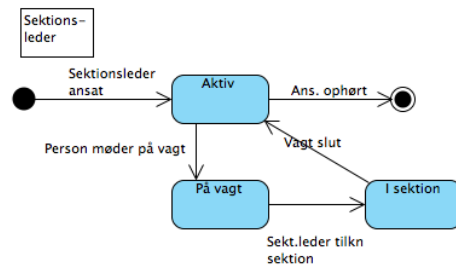 Sektions-
leder
Sektionsleder
ansat
Aktiv
Ans. ophørt
Person møder på vagt
Vagt slut
På vagt
I sektion
Sekt.leder tilkn
sektion